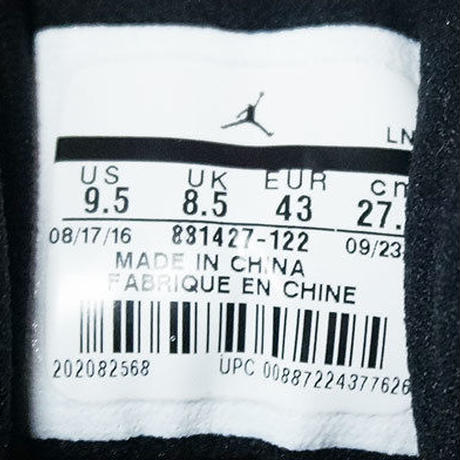 LN
US UK EUR cm
9.5 8.5 43 27.
08/17/16 881427-122 09/23
MADE IN CHINA
FABRIQUE EN CHINE
202082568 UPC 00887224377626